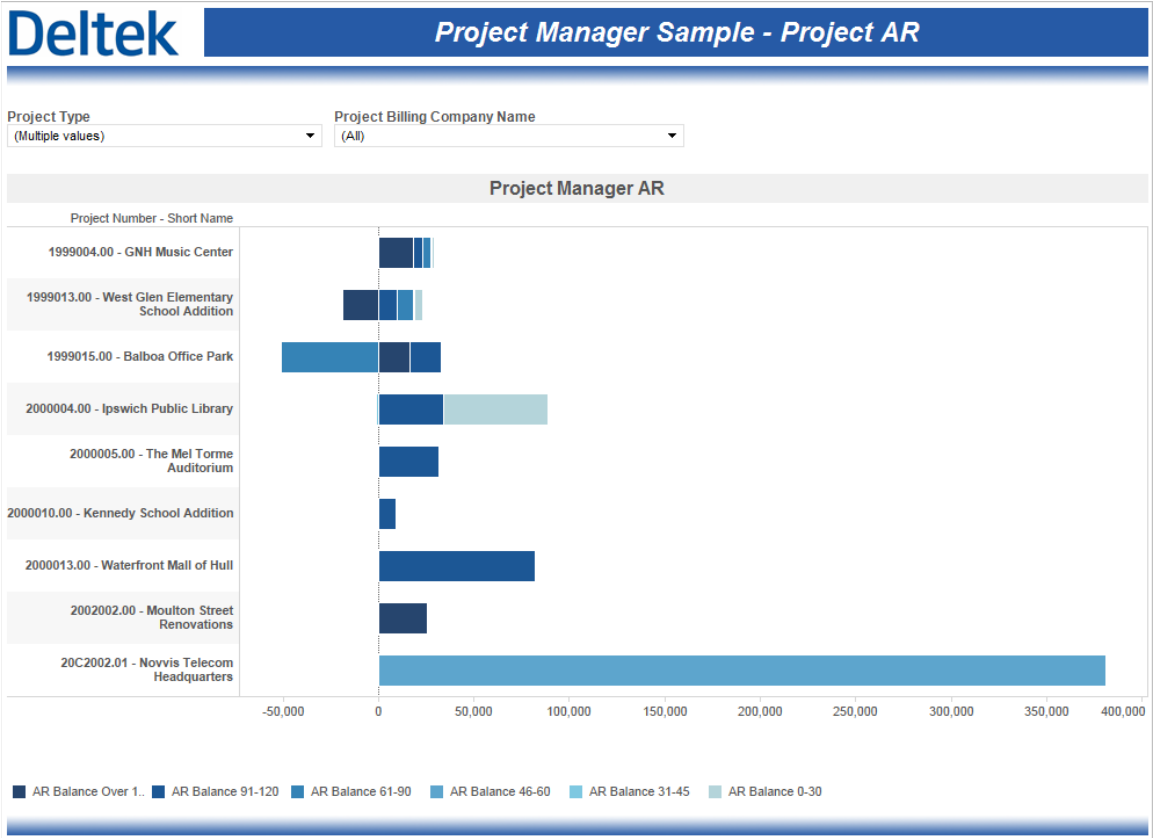 Deltek
Project Manager Sample - Project AR
Project Type
Project Billing Company Name
(Multiple values)
(All)
Project Manager AR
Project Number - Short Name
1999004.00 - GNH Music Center
1999013.00 - West Glen Elementary
School Addition
1999015.00 - Balboa Office Park
2000004.00 - Ipswich Public Library
2000005.00 - The Mel Torme
Auditorium
2000010.00 - Kennedy School Addition
2000013.00 - Waterfront Mall of Hull
2002002.00 - Moulton Street
Renovations
20C2002.01 - Novvis Telecom
Headquarters
-50,000 0 50,000 100,000 150,000 200,000 250,000 300,000 350,000 400,000
AR Balance Over 1.. AR Balance 91-120 AR Balance 61-90 AR Balance 46-60 AR Balance 31-45 AR Balance 0-30